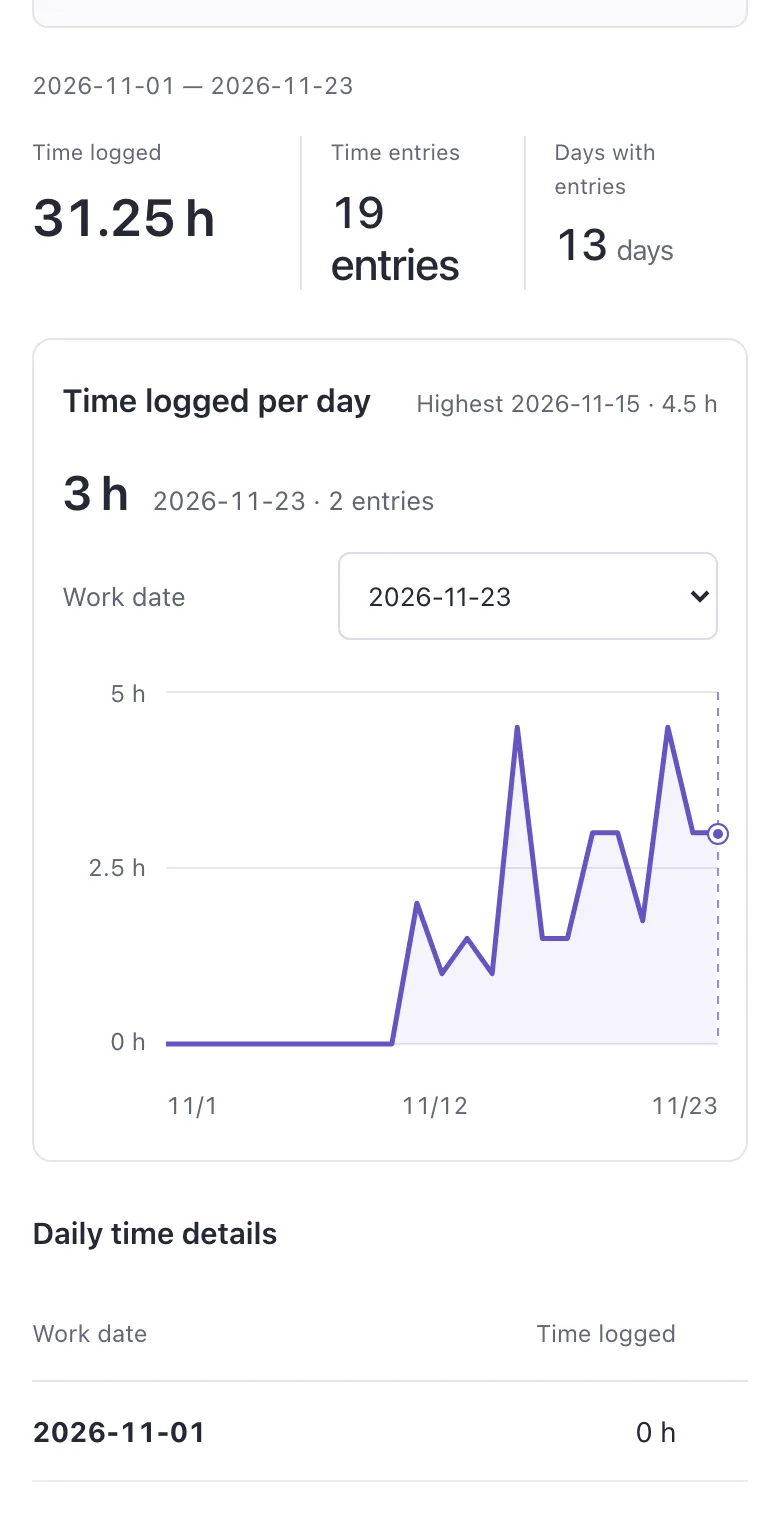 2026-11-01 — 2026-11-23
Time logged
31.25 h
Time entries
19
entries
Days with
entries
13 days
Time logged per day
Highest 2026-11-15 · 4.5 h
3 h 2026-11-23 · 2 entries
Work date
2026-11-23
5 h
2.5 h
0 h
11/1
11/12
11/23
Daily time details
Work date
Time logged
2026-11-01
0 h